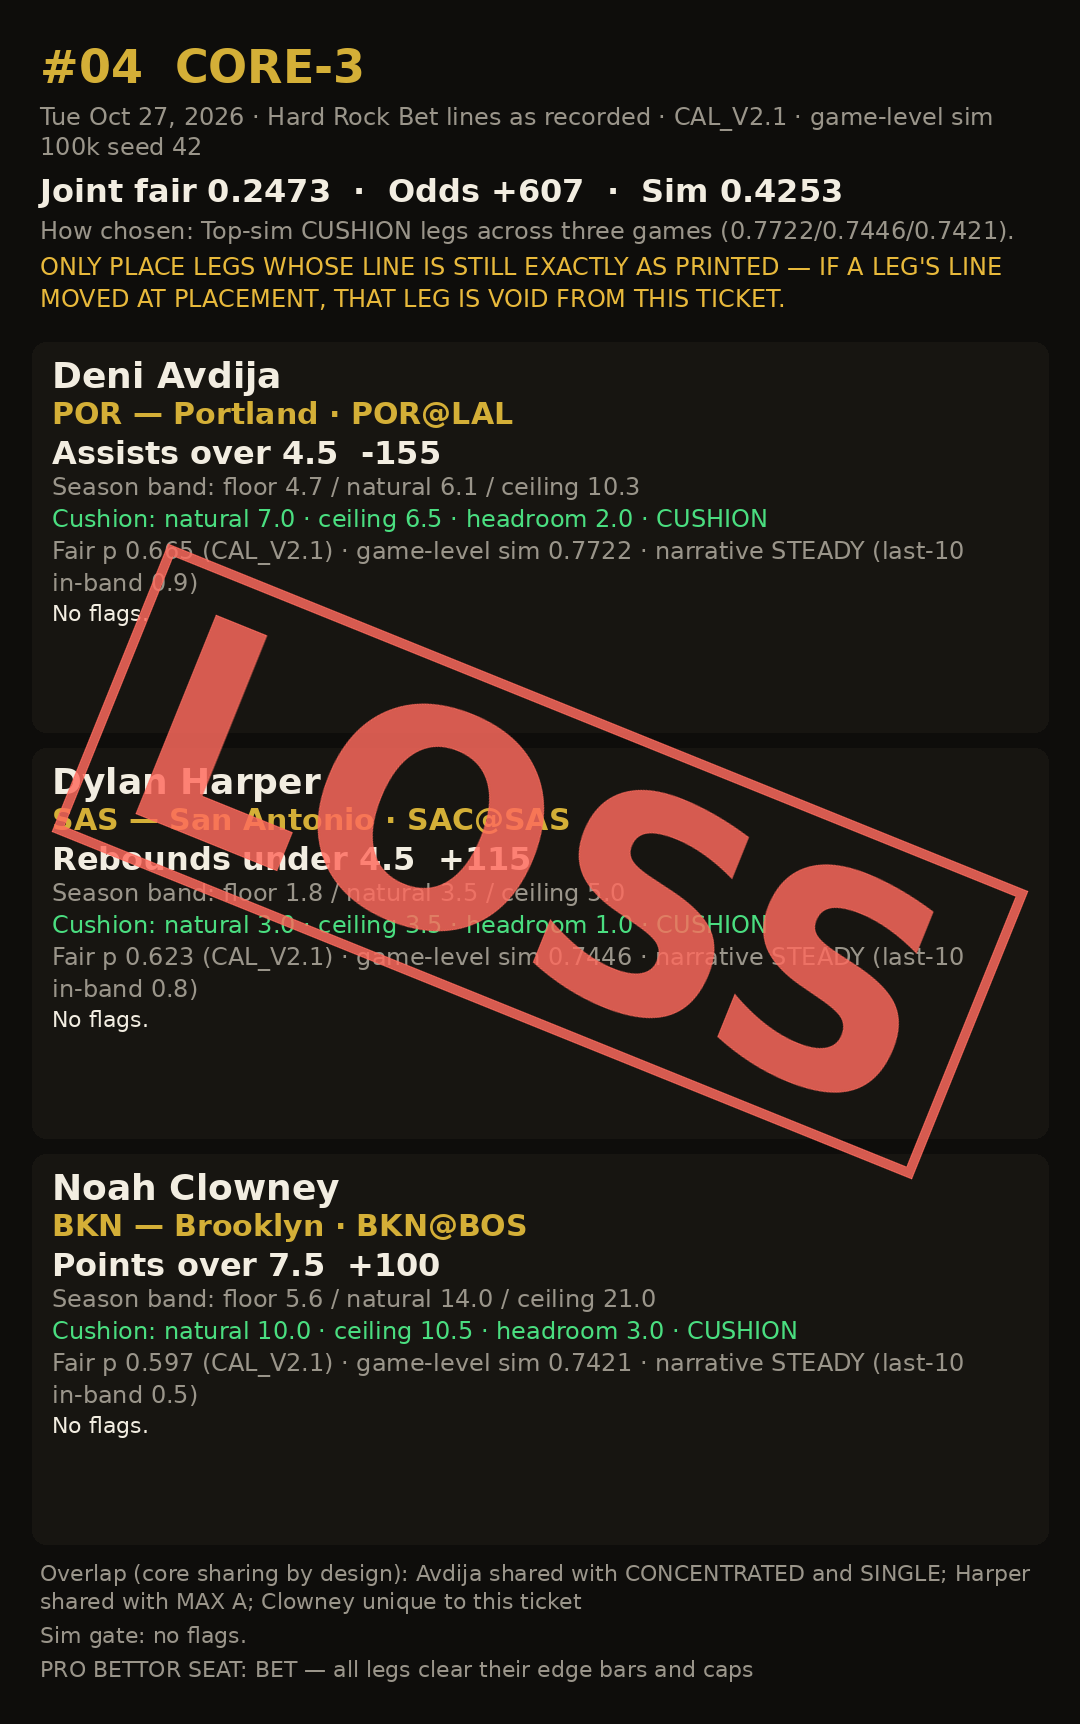 #04  CORE-3
Tue Oct 27, 2026 · Hard Rock Bet lines as recorded · CAL_V2.1 · game-level sim
100k seed 42
Joint fair 0.2473 · Odds +607 · Sim 0.4253
How chosen: Top-sim CUSHION legs across three games (0.7722/0.7446/0.7421).
ONLY PLACE LEGS WHOSE LINE IS STILL EXACTLY AS PRINTED — IF A LEG'S LINE
MOVED AT PLACEMENT, THAT LEG IS VOID FROM THIS TICKET.
Deni Avdija
POR — Portland · POR@LAL
Assists over 4.5  -155
Season band: floor 4.7 / natural 6.1 / ceiling 10.3
Cushion: natural 7.0 · ceiling 6.5 · headroom 2.0 · CUSHION
Fair p 0.665 (CAL_V2.1) · game-level sim 0.7722 · narrative STEADY (last-10
in-band 0.9)
No flags.
LOSS
Dylan Harper
SAS — San Antonio · SAC@SAS
Rebounds under 4.5  +115
Season band: floor 1.8 / natural 3.5 / ceiling 5.0
Cushion: natural 3.0 · ceiling 3.5 · headroom 1.0 · CUSHION
Fair p 0.623 (CAL_V2.1) · game-level sim 0.7446 · narrative STEADY (last-10
in-band 0.8)
No flags.
Noah Clowney
BKN — Brooklyn · BKN@BOS
Points over 7.5  +100
Season band: floor 5.6 / natural 14.0 / ceiling 21.0
Cushion: natural 10.0 · ceiling 10.5 · headroom 3.0 · CUSHION
Fair p 0.597 (CAL_V2.1) · game-level sim 0.7421 · narrative STEADY (last-10
in-band 0.5)
No flags.
Overlap (core sharing by design): Avdija shared with CONCENTRATED and SINGLE; Harper
shared with MAX A; Clowney unique to this ticket
Sim gate: no flags.
PRO BETTOR SEAT: BET — all legs clear their edge bars and caps